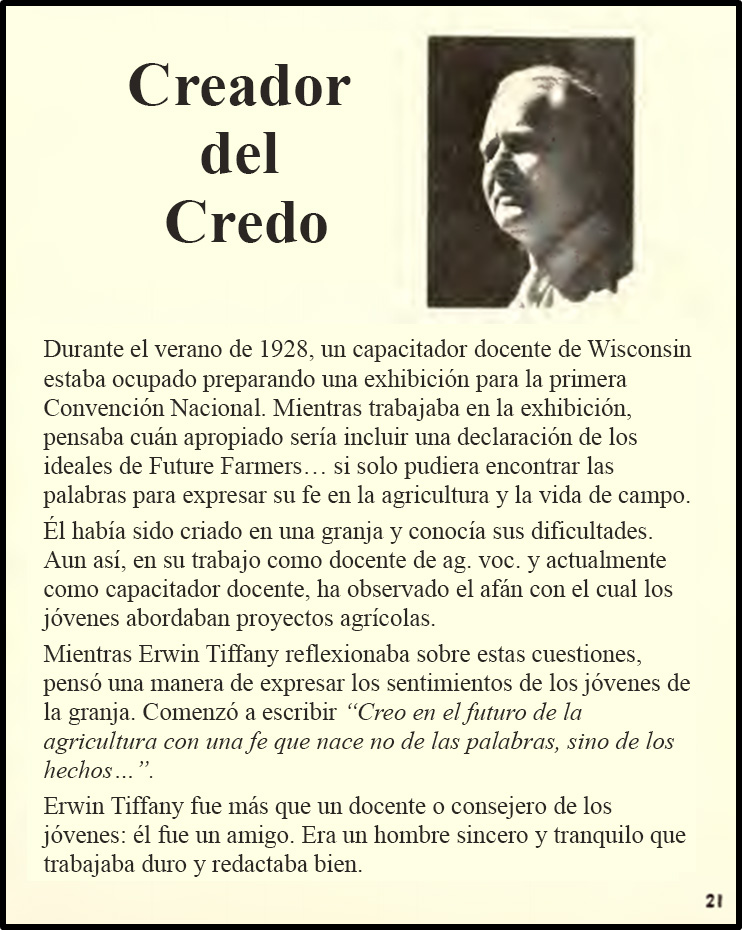 Creador
del
Credo
Durante el verano de 1928, un capacitador docente de Wisconsin
estaba ocupado preparando una exhibición para la primera
Convención Nacional. Mientras trabajaba en la exhibición,
pensaba cuán apropiado sería incluir una declaración de los
ideales de Future Farmers… si solo pudiera encontrar las
palabras para expresar su fe en la agricultura y la vida de campo.
Él había sido criado en una granja y conocía sus dificultades.
Aun así, en su trabajo como docente de ag. voc. y actualmente
como capacitador docente, ha observado el afán con el cual los
jóvenes abordaban proyectos agrícolas.
Mientras Erwin Tiffany reflexionaba sobre estas cuestiones,
pensó una manera de expresar los sentimientos de los jóvenes de
la granja. Comenzó a escribir “Creo en el futuro de la
agricultura con una fe que nace no de las palabras, sino de los
hechos…”.
Erwin Tiffany fue más que un docente o consejero de los
jóvenes: él fue un amigo. Era un hombre sincero y tranquilo que
trabajaba duro y redactaba bien.
21